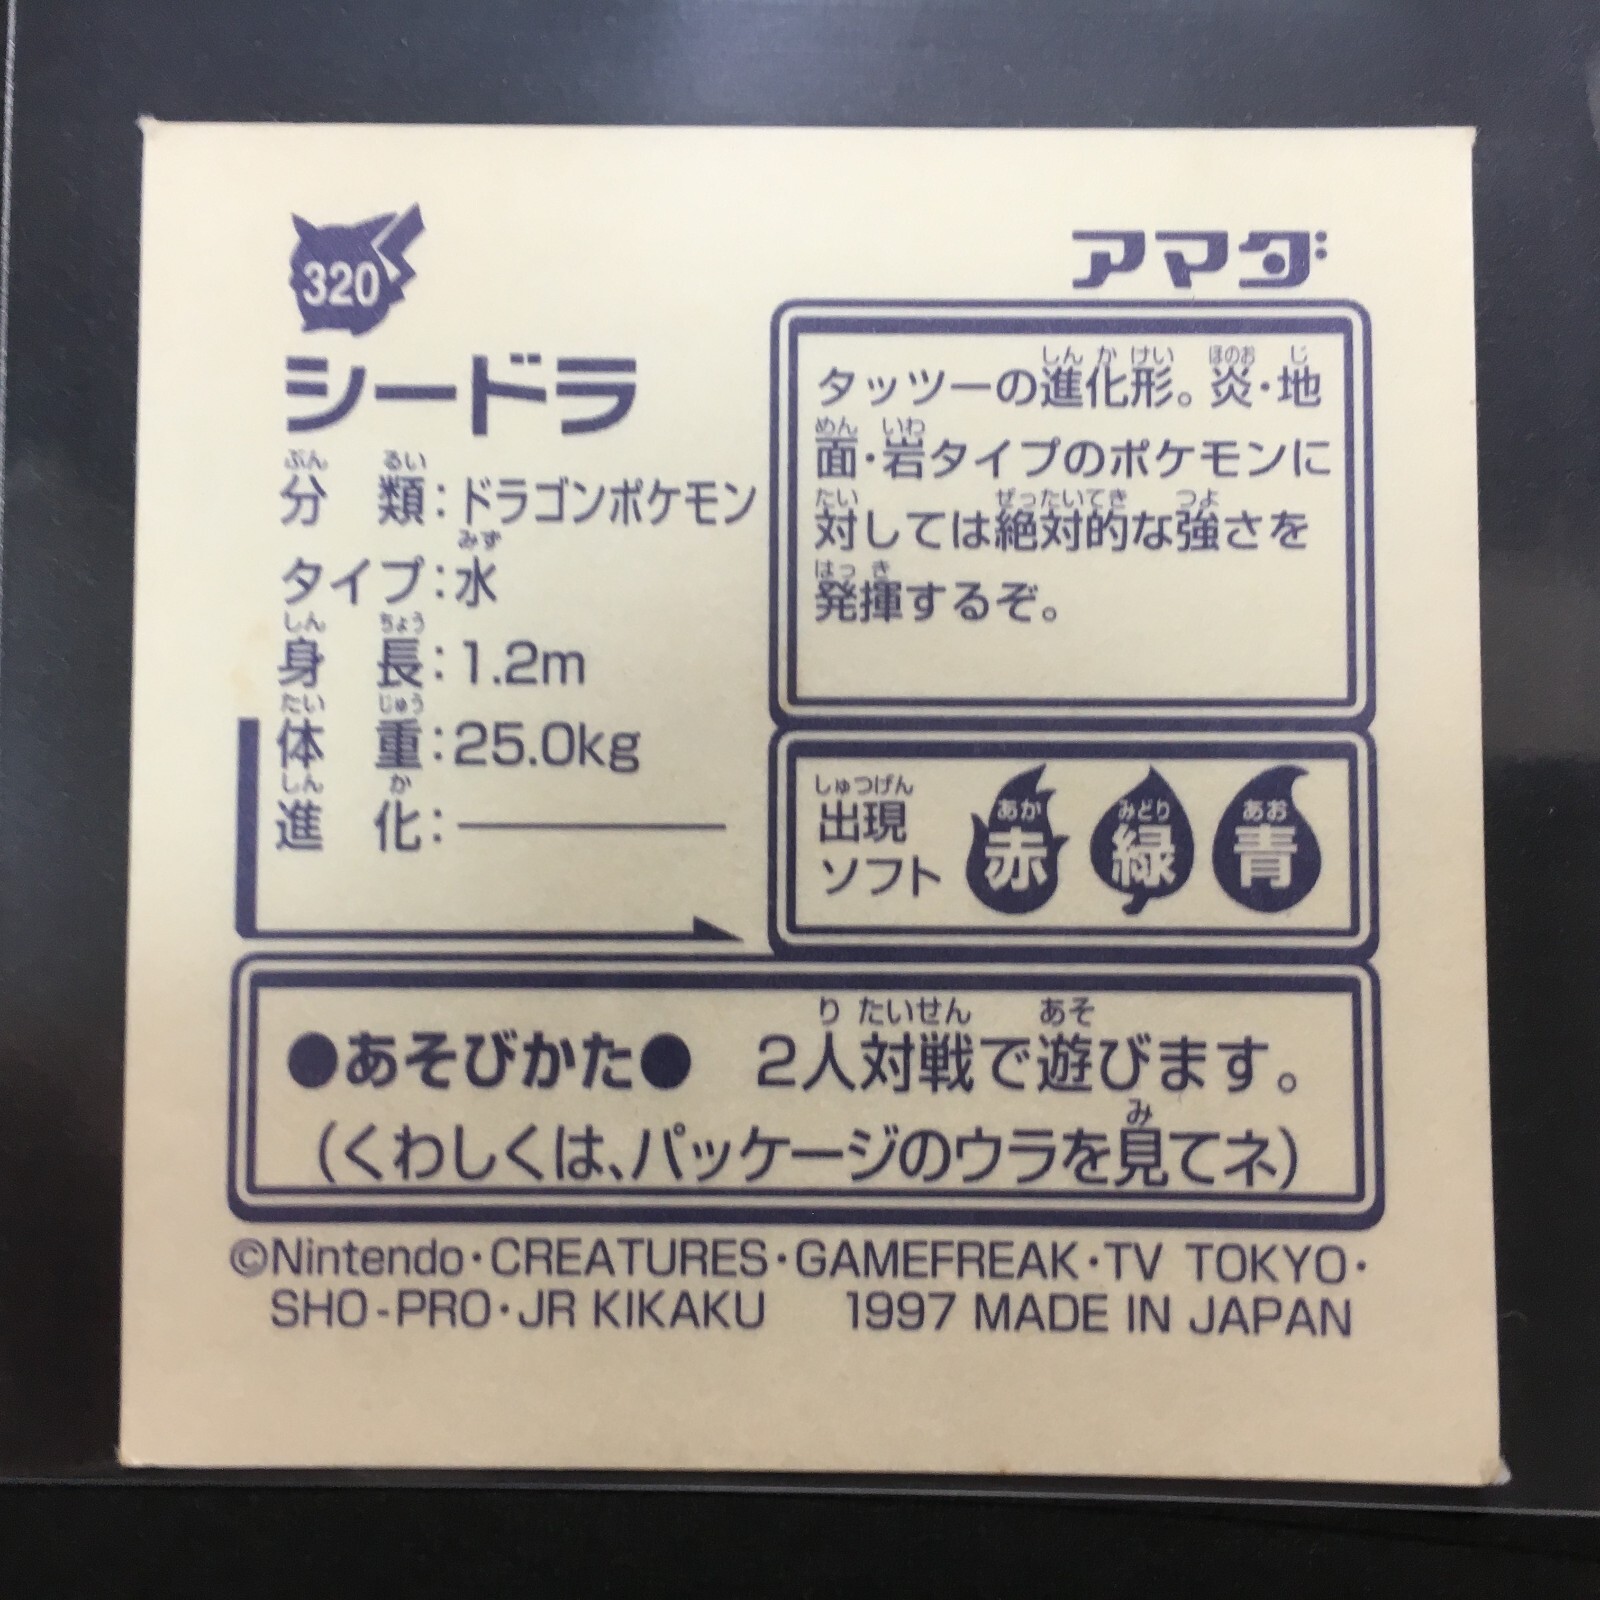 320
シードラ
分類：ドラゴンポケモン
タイプ：水
身長：1.2m
体重：25.0kg
進化：―――
アマダ
タッツーの進化形。炎・地
面・岩タイプのポケモンに
対しては絶対的な強さを
発揮するぞ。
出現
ソフト
赤 緑 青
●あそびかた● 2人対戦で遊びます。
(くわしくは、パッケージのウラを見てネ)
©Nintendo・CREATURES・GAMEFREAK・TV TOKYO・
SHO-PRO・JR KIKAKU 1997 MADE IN JAPAN